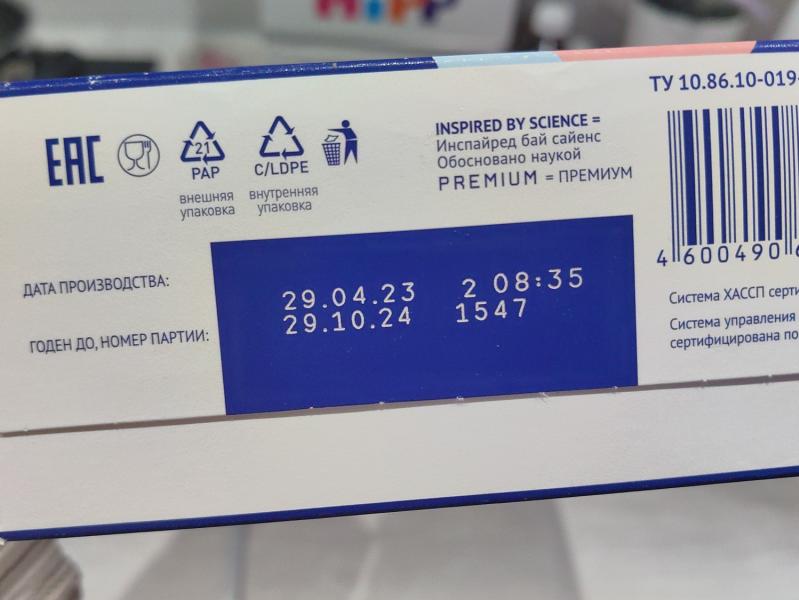 HiPP
ТУ 10.86.10-019-
EAC
21
PAP
внешняя
упаковка
C/LDPE
внутренняя
упаковка
INSPIRED BY SCIENCE =
Инспайред бай сайенс
Обосновано наукой
PREMIUM = ПРЕМИУМ
4 600490
ДАТА ПРОИЗВОДСТВА:
29.04.23 2 08:35
ГОДЕН ДО, НОМЕР ПАРТИИ:
29.10.24 1547
Система ХАССП
Система управления
сертифицирована по